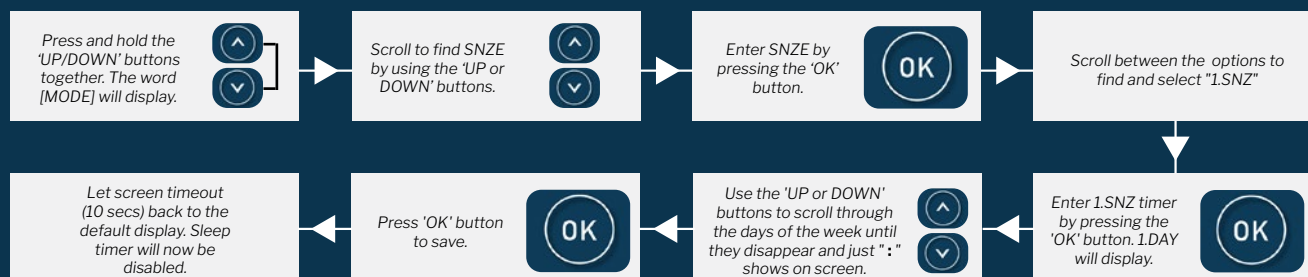 Press and hold the
‘UP/DOWN’ buttons
together. The word
[MODE] will display.
Scroll to find SNZE
by using the ‘UP or
DOWN’ buttons.
Enter SNZE by
pressing the ‘OK’
button.
OK
Scroll between the options to
find and select "1.SNZ"
Enter 1.SNZ timer
by pressing the
'OK' button. 1.DAY
will display.
OK
Use the 'UP or DOWN'
buttons to scroll through
the days of the week until
they disappear and just ":"
shows on screen.
Press 'OK' button
to save.
OK
Let screen timeout
(10 secs) back to the
default display. Sleep
timer will now be
disabled.